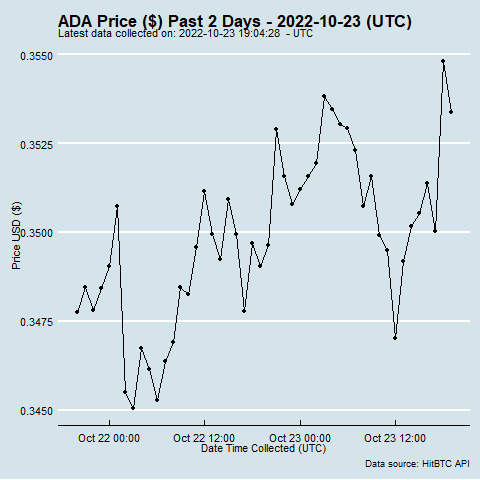 ADA Price ($) Past 2 Days - 2022-10-23 (UTC)
Latest data collected on: 2022-10-23 19:04:28  - UTC
0.3550
0.3525
0.3500
0.3475
0.3450
Price USD ($)
Oct 22 00:00
Oct 22 12:00
Oct 23 00:00
Oct 23 12:00
Date Time Collected (UTC)
Data source: HitBTC API